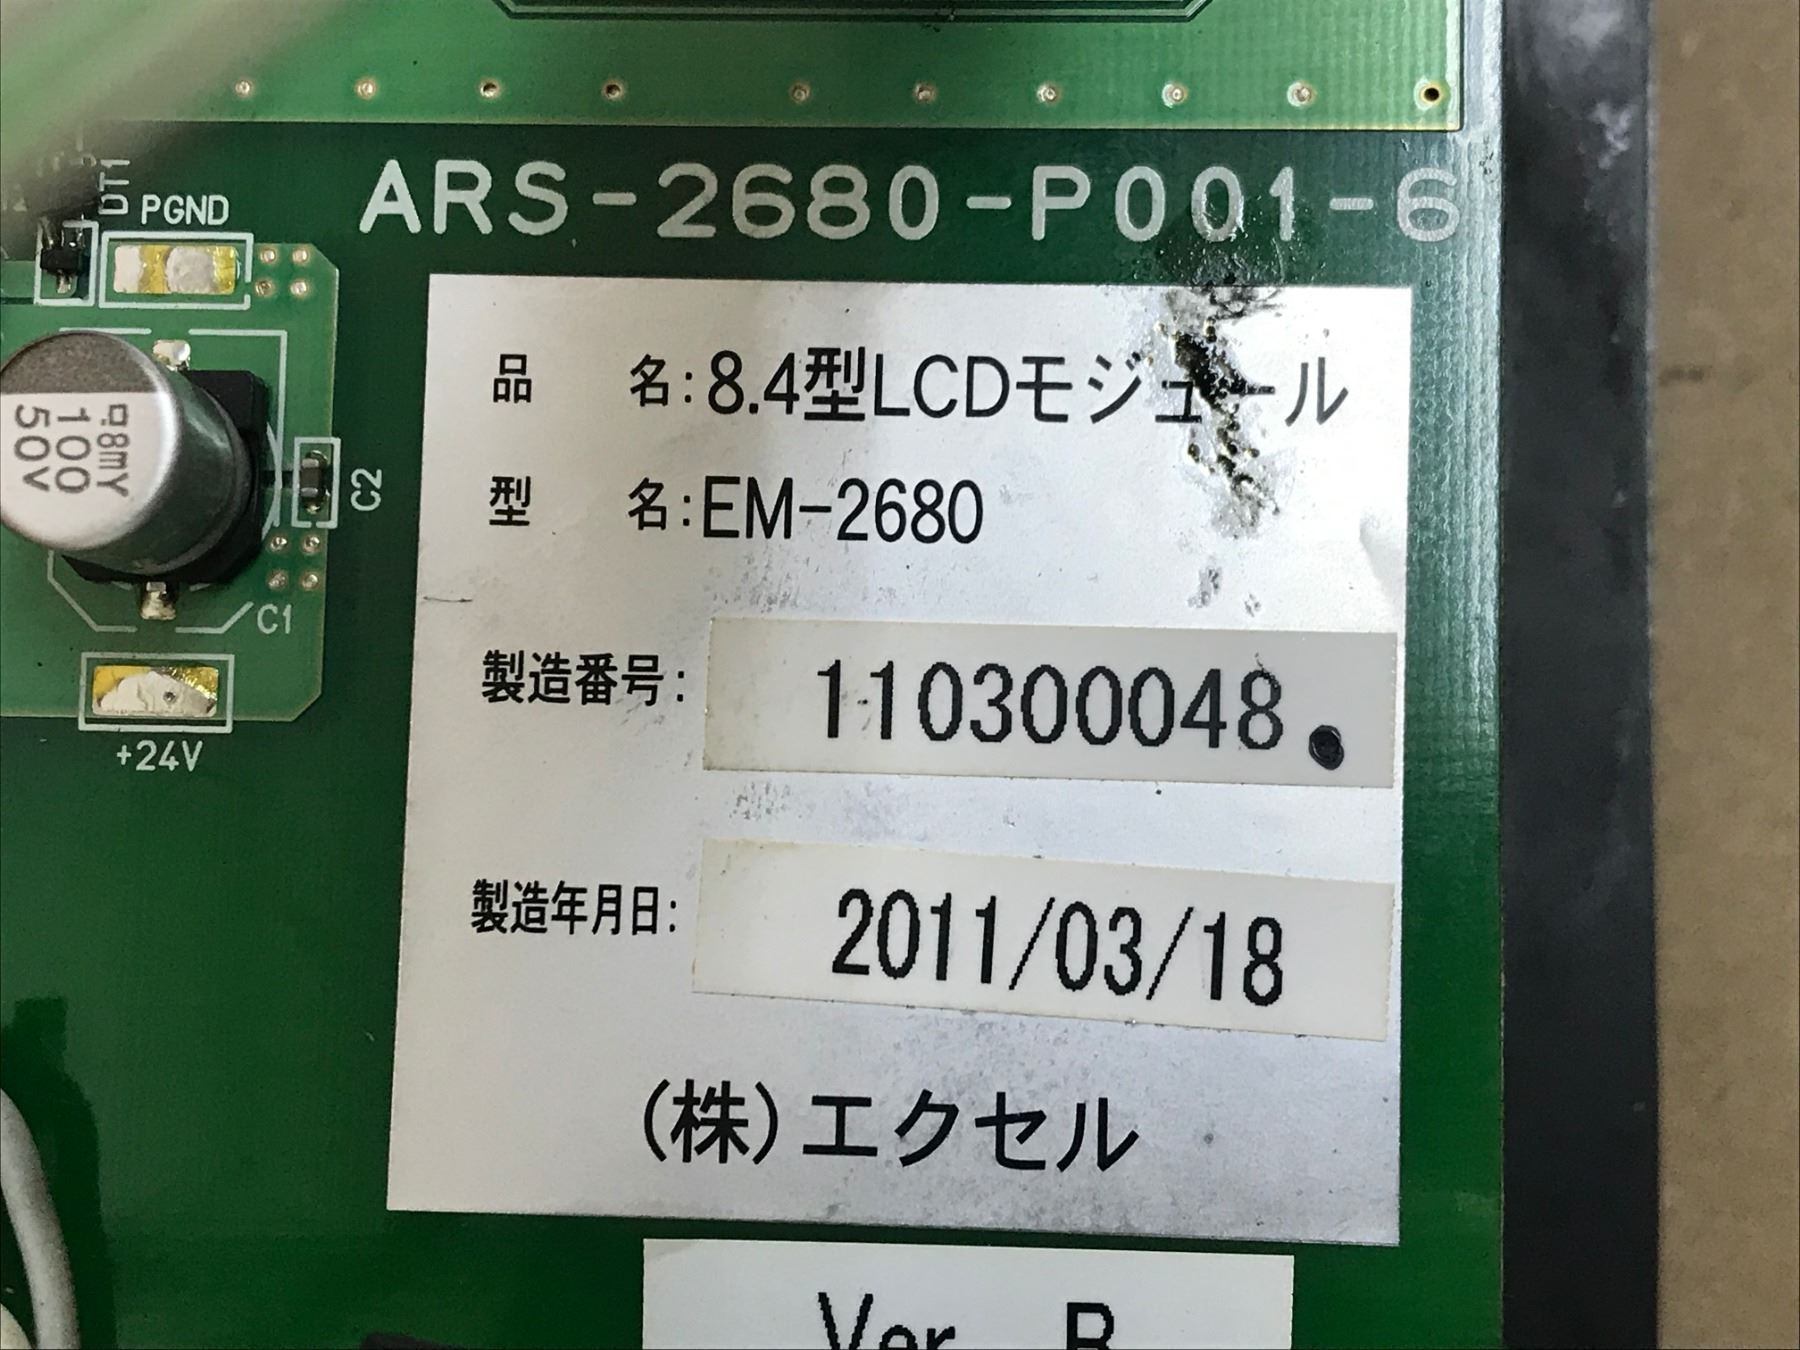 ARS-2680-P001-6
DT1
PGND
品　名:8.4型LCDモジュール
型　名:EM-2680
8mY
100
50V
C2
C1
製造番号: 110300048.
+24V
製造年月日: 2011/03/18
(株)エクセル
Ver B